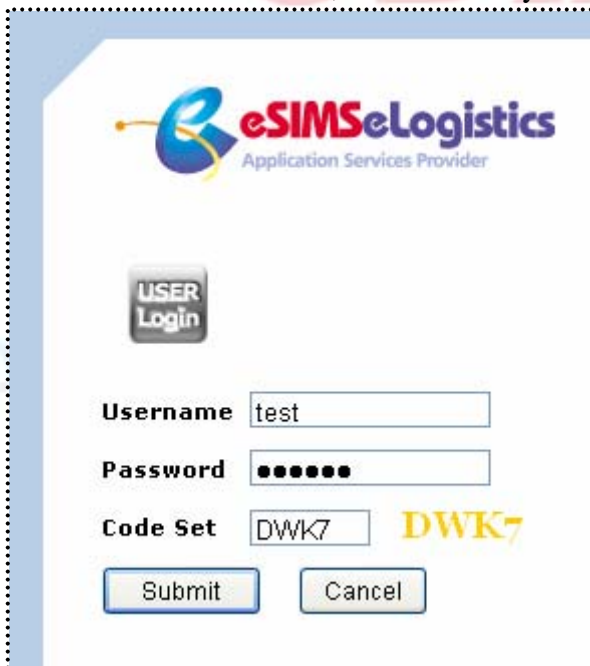 eSIMSeLogistics
Application Services Provider
USER
Login
Username test
Password ●●●●●●
Code Set DWK7 DWK7
Submit Cancel